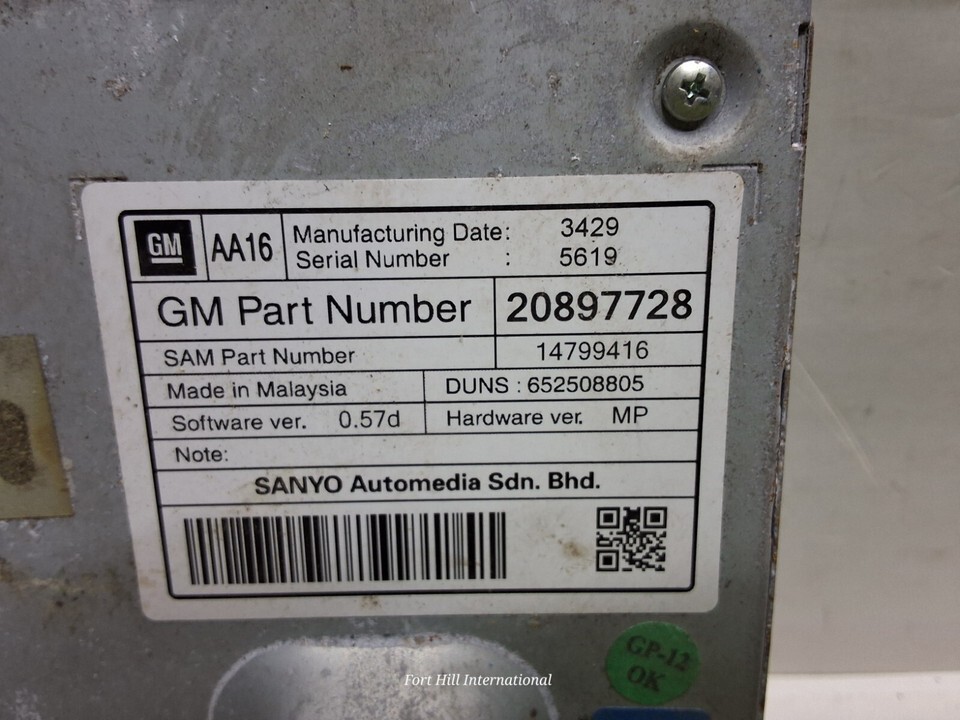 GM
AA16
Manufacturing Date: 3429
Serial Number : 5619
GM Part Number 20897728
SAM Part Number 14799416
Made in Malaysia DUNS : 652508805
Software ver. 0.57d Hardware ver. MP
Note:
SANYO Automedia Sdn. Bhd.
GP-12
OK
Fort Hill International